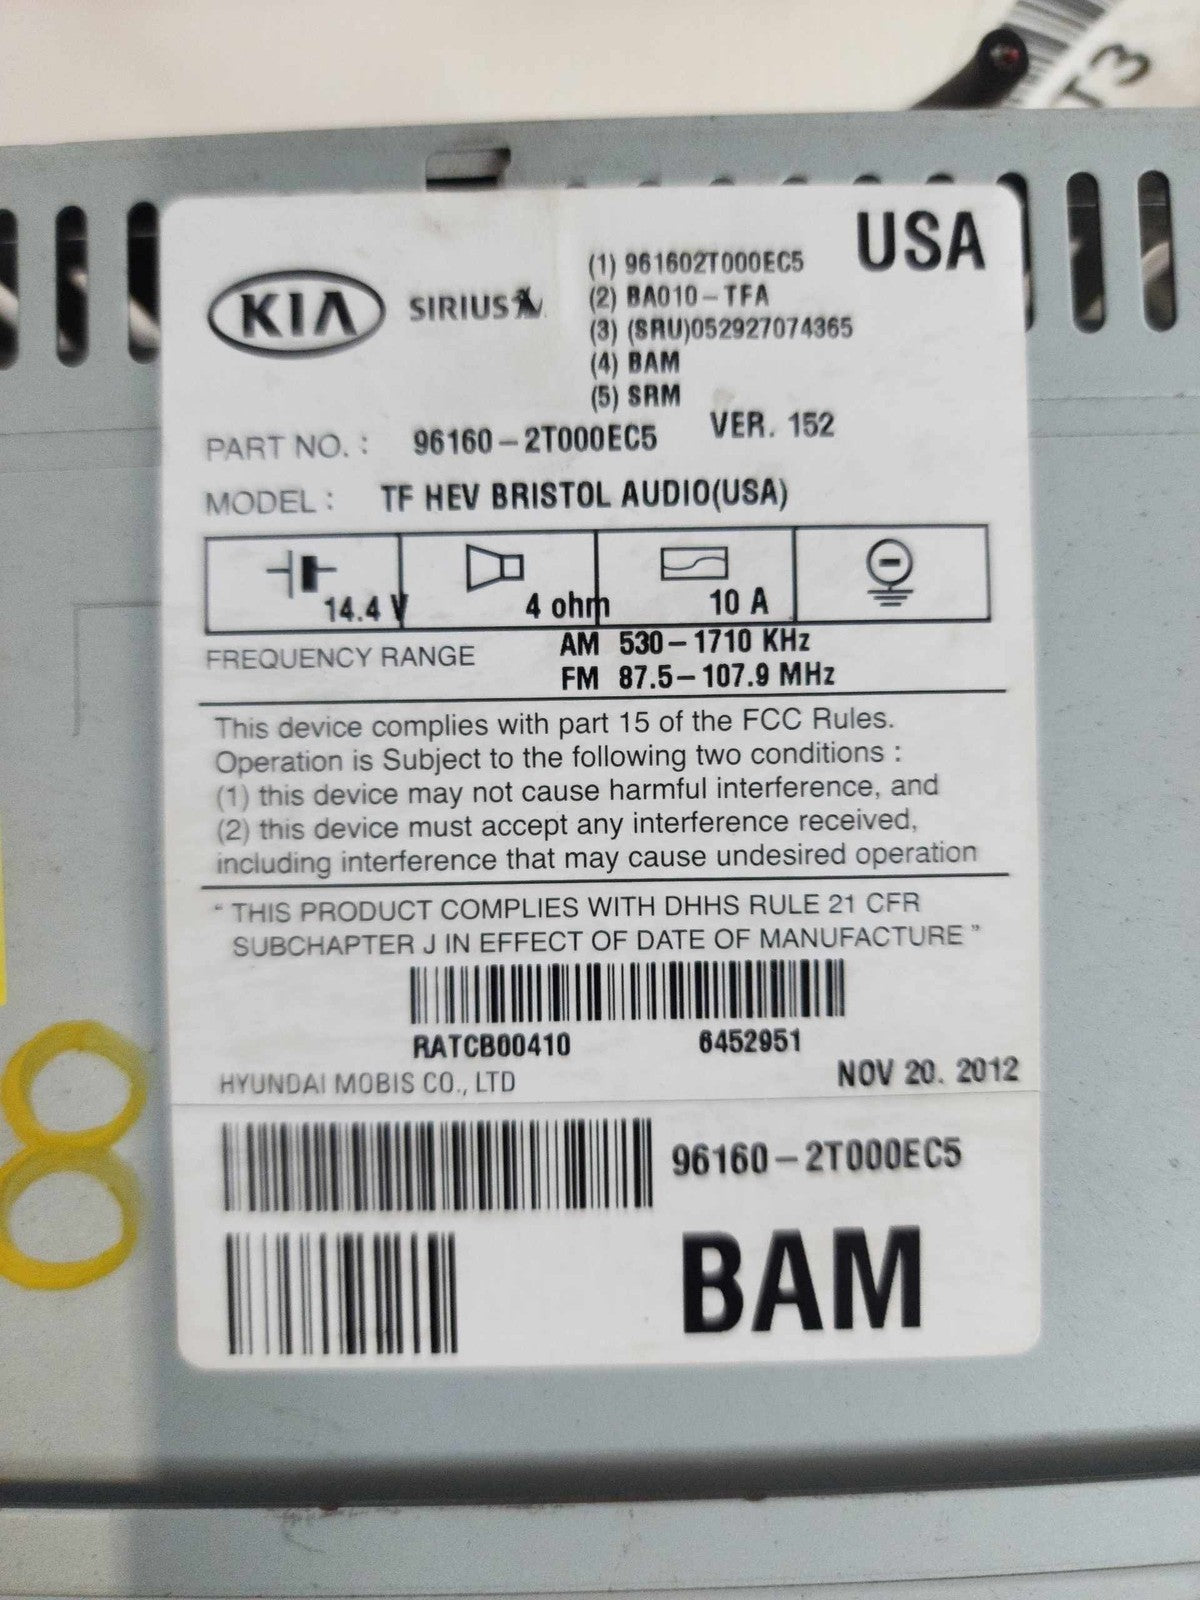 T3
USA
KIA SIRIUS
(1) 961602T000EC5
(2) BA010-TFA
(3) (SRU)052927074365
(4) BAM
(5) SRM
PART NO. : 96160-2T000EC5 VER. 152
MODEL : TF HEV BRISTOL AUDIO(USA)
14.4 V 4 ohm 10 A
FREQUENCY RANGE AM 530-1710 KHz
FM 87.5-107.9 MHz
This device complies with part 15 of the FCC Rules.
Operation is Subject to the following two conditions :
(1) this device may not cause harmful interference, and
(2) this device must accept any interference received,
including interference that may cause undesired operation
" THIS PRODUCT COMPLIES WITH DHHS RULE 21 CFR
SUBCHAPTER J IN EFFECT OF DATE OF MANUFACTURE "
RATCB00410 6452951
HYUNDAI MOBIS CO., LTD NOV 20. 2012
96160-2T000EC5
BAM
8